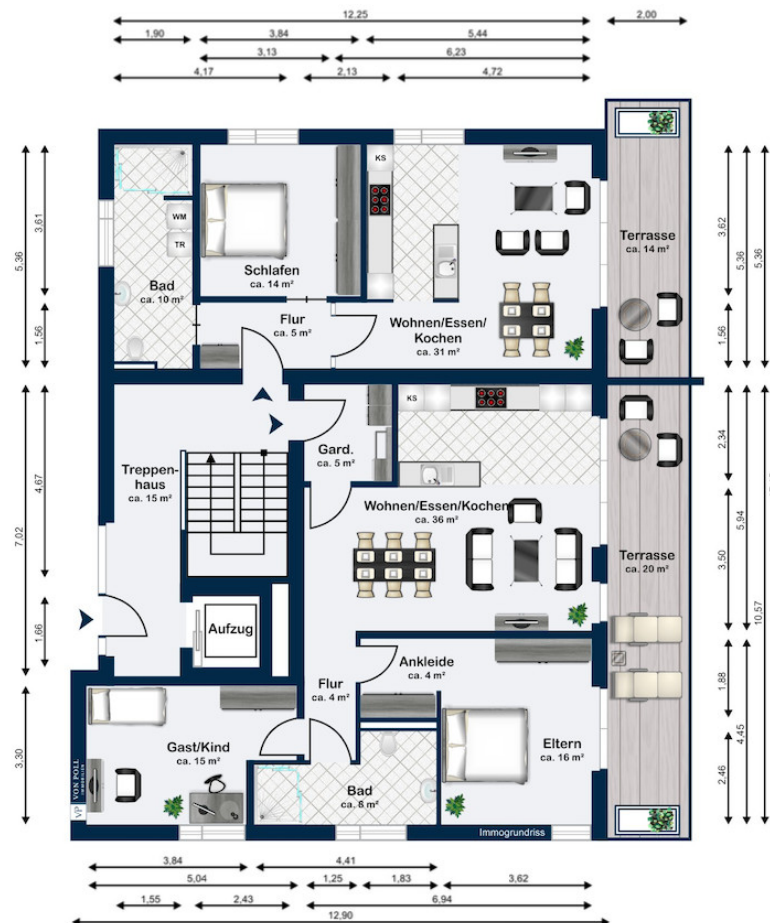 12,25
2,00
1,90
3,84
5,44
3,13
6,23
4,17
2,13
4,72
KS
WM
TR
Schlafen
ca. 14 m²
Bad
ca. 10 m²
Flur
ca. 5 m²
Wohnen/Essen/
Kochen
ca. 31 m²
Terrasse
ca. 14 m²
5,36
3,61
1,56
3,62
1,56
5,36
5,36
KS
Gard.
ca. 5 m²
Treppen-
haus
ca. 15 m²
Wohnen/Essen/Kochen
ca. 36 m²
Terrasse
ca. 20 m²
7,02
4,67
1,66
2,34
3,50
5,94
10,57
Aufzug
Ankleide
ca. 4 m²
Flur
ca. 4 m²
Gast/Kind
ca. 15 m²
Eltern
ca. 16 m²
Bad
ca. 8 m²
3,30
1,88
2,46
4,45
VP VON POLL
IMMOBILIEN
Immogrundriss
3,84
4,41
5,04
1,25
1,83
3,62
1,55
2,43
6,94
12,90